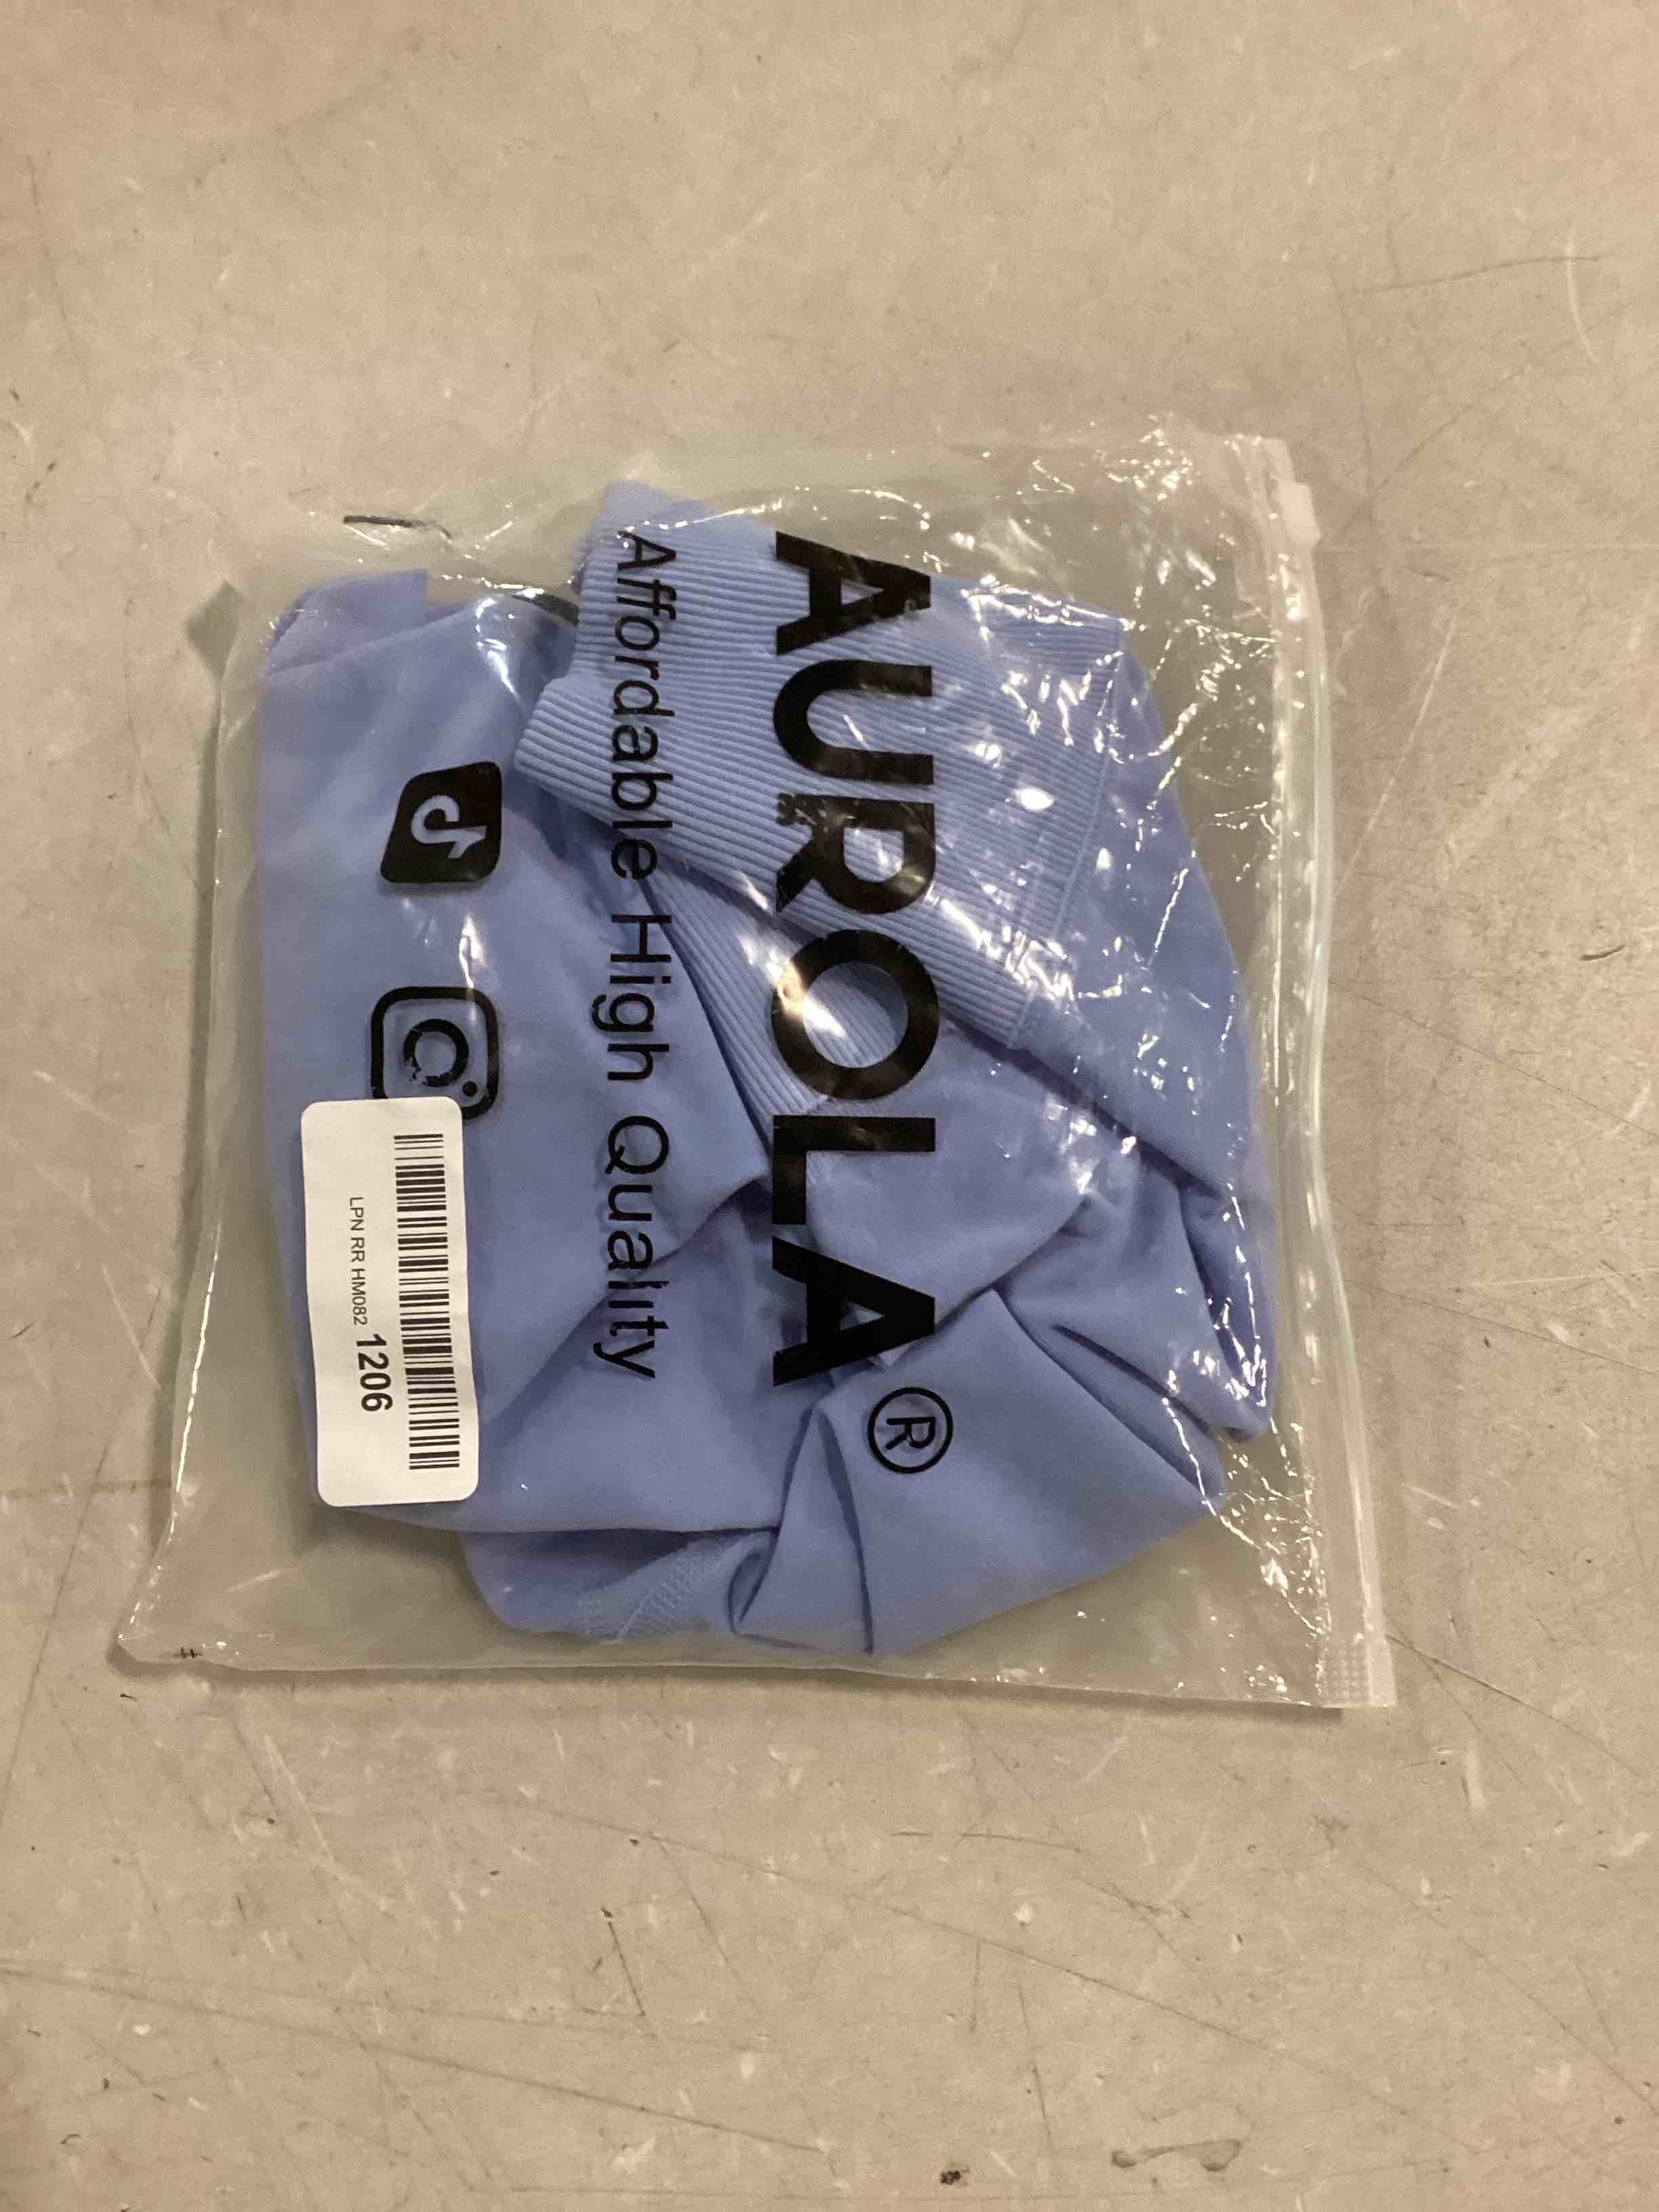 AUROLA®
Affordable High Quality
LPN RR HM082 1206
#